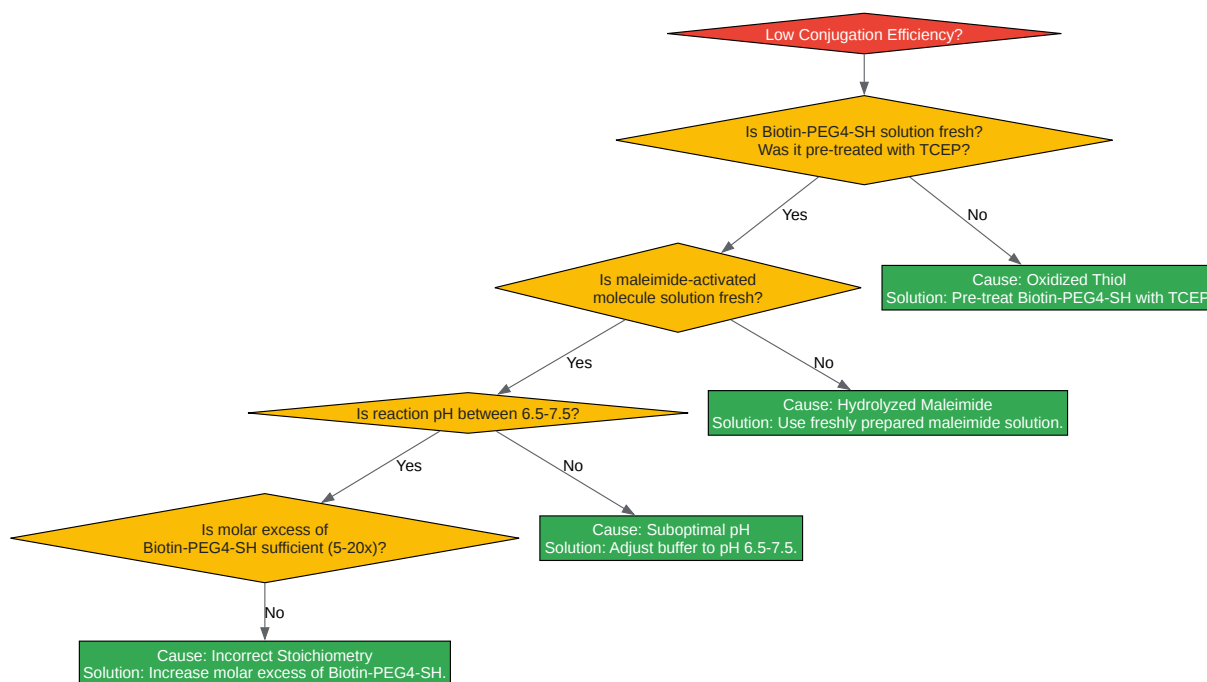 Low Conjugation Efficiency?
Is Biotin-PEG4-SH solution fresh?
Was it pre-treated with TCEP?
Yes
No
Is maleimide-activated
molecule solution fresh?
Cause: Oxidized Thiol
Solution: Pre-treat Biotin-PEG4-SH with TCEP
Yes
No
Is reaction pH between 6.5-7.5?
Cause: Hydrolyzed Maleimide
Solution: Use freshly prepared maleimide solution.
Yes
No
Is molar excess of
Biotin-PEG4-SH sufficient (5-20x)?
Cause: Suboptimal pH
Solution: Adjust buffer to pH 6.5-7.5.
No
Cause: Incorrect Stoichiometry
Solution: Increase molar excess of Biotin-PEG4-SH.